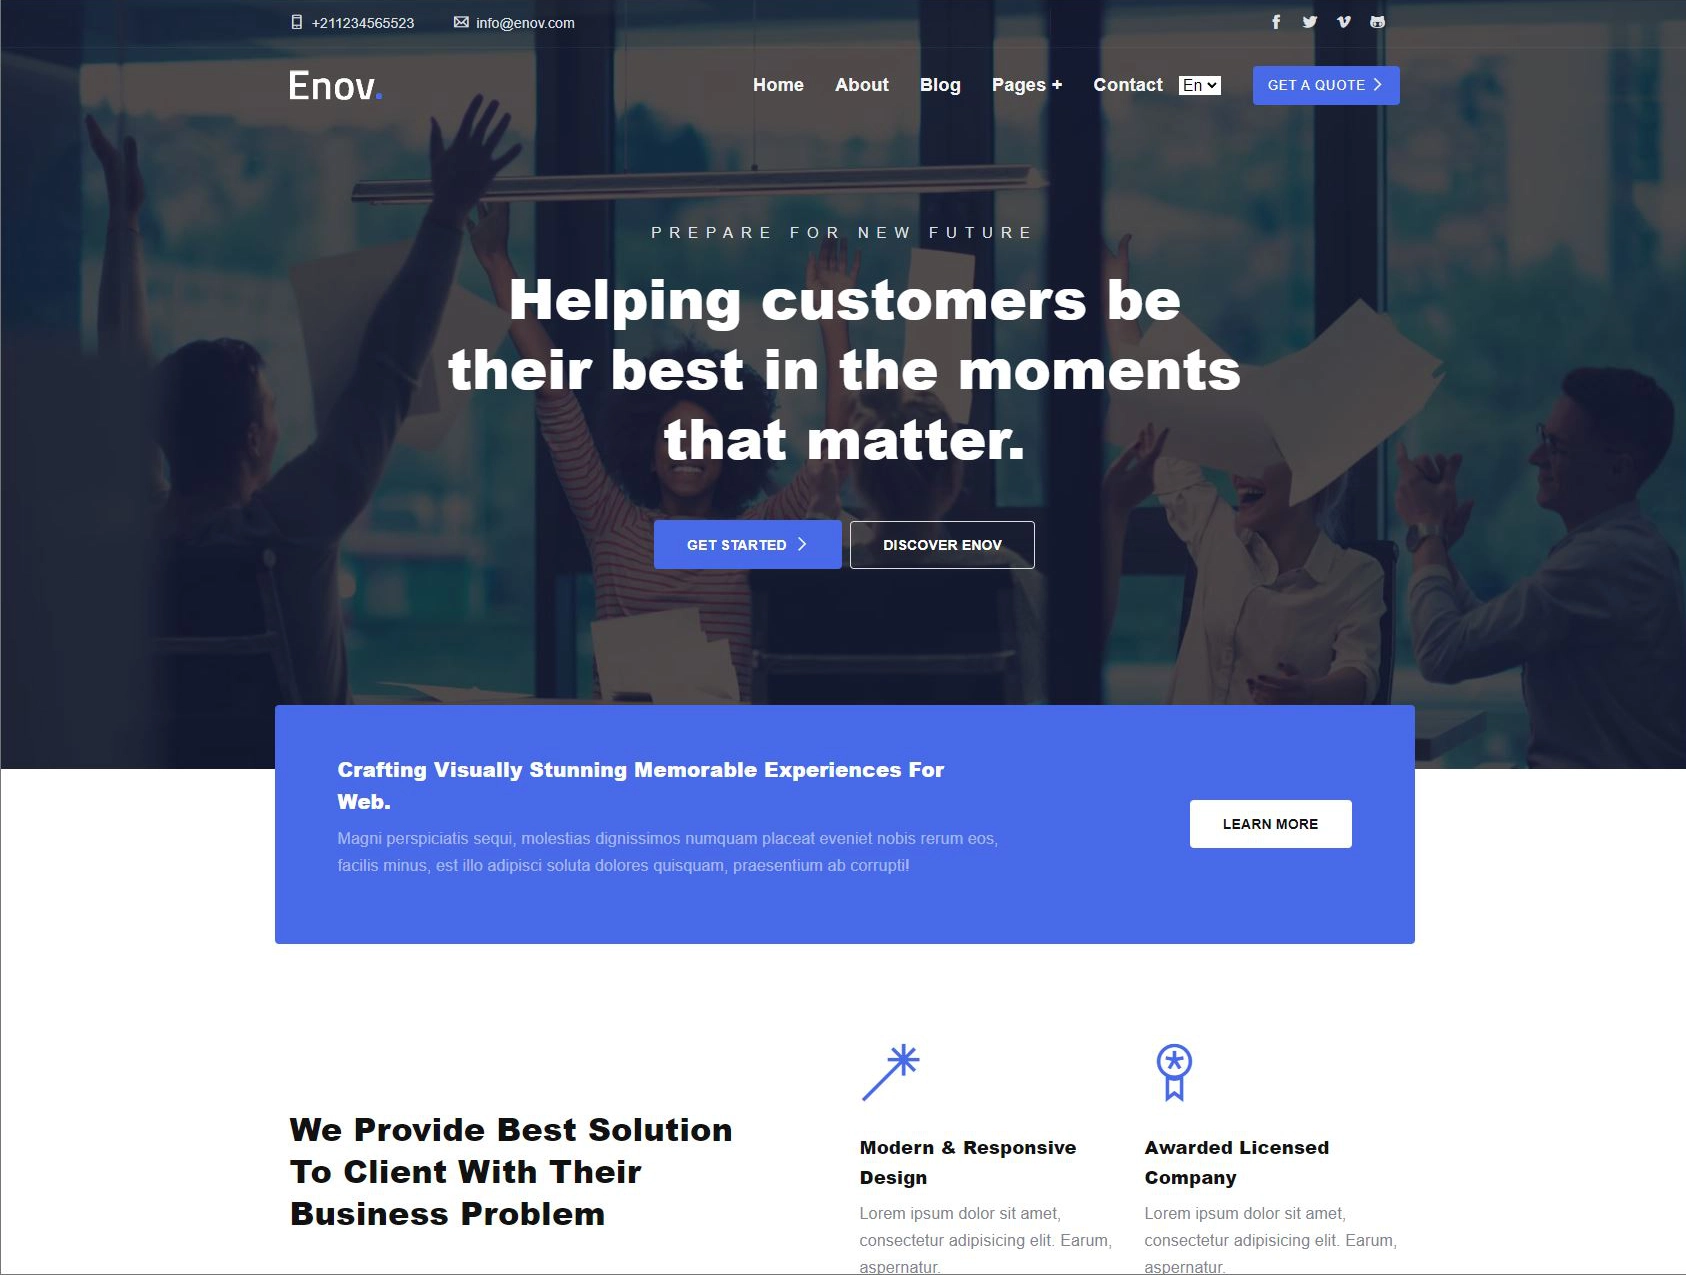 +211234565523
info@enov.com
Enov.
Home
About
Blog
Pages +
Contact
En
GET A QUOTE
PREPARE FOR NEW FUTURE
Helping customers be
their best in the moments
that matter.
GET STARTED
DISCOVER ENOV
Crafting Visually Stunning Memorable Experiences For
Web.
Magni perspiciatis sequi, molestias dignissimos numquam placeat eveniet nobis rerum eos,
facilis minus, est illo adipisci soluta dolores quisquam, praesentium ab corrupti!
LEARN MORE
We Provide Best Solution
To Client With Their
Business Problem
Modern & Responsive
Design
Lorem ipsum dolor sit amet,
consectetur adipisicing elit. Earum,
aspernatur.
Awarded Licensed
Company
Lorem ipsum dolor sit amet,
consectetur adipisicing elit. Earum,
aspernatur.